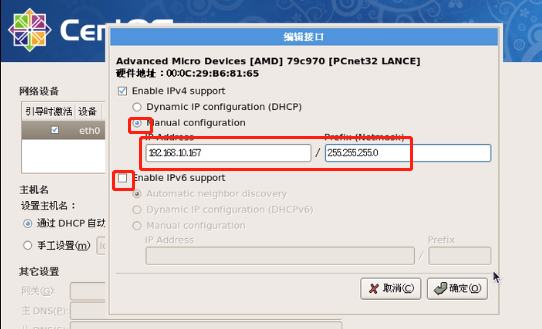 CentOS
编辑接口
Advanced Micro Devices [AMD] 79c970 [PCnet32 LANCE]
硬件地址：00:0C:29:B6:81:65
Enable IPv4 support
Dynamic IP configuration (DHCP)
Manual configuration
IP Address
Prefix (Netmask)
192.168.10.167 / 255.255.255.0
Enable IPv6 support
Automatic neighbor discovery
Dynamic IP configuration (DHCPv6)
Manual configuration
IP Address
Prefix
/
取消(C)
确定(O)
网络设备
引导时激活 设备
eth0
主机名
设置主机名：
通过 DHCP 自动
手工设置(m)
其它设置
网关(G):
主 DNS(P):